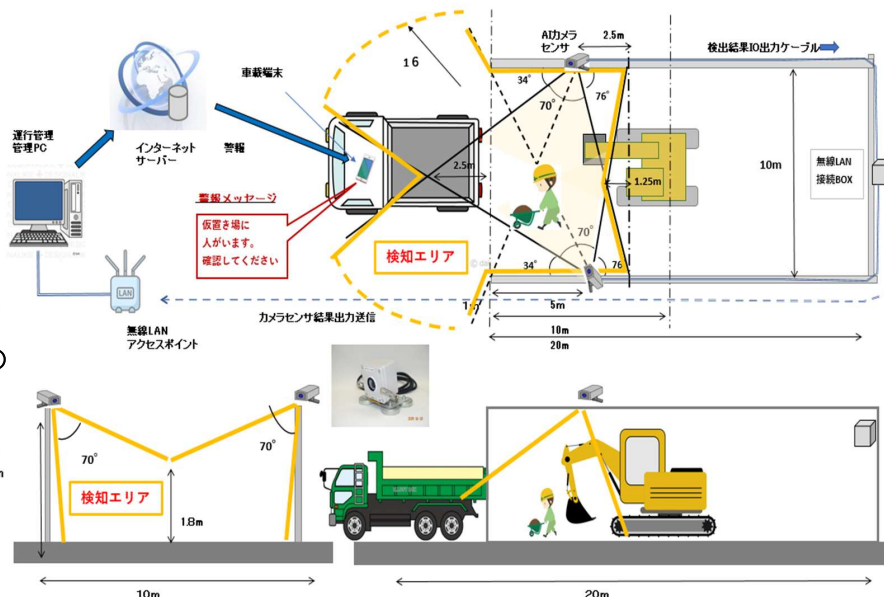 AIカメラ
センサ
2.5m
検出結果IO出力ケーブル
車載端末
16
34°
70°
76°
運行管理
管理PC
インターネット
サーバー
警報
2.5m
10m
無線LAN
接続BOX
1.25m
警報メッセージ
仮置き場に
人がいます。
確認してください
検知エリア
70°
34°
76
LAN
カメラセンサ結果出力送信
1m
5m
無線LAN
アクセスポイント
10m
20m
70°
70°
検知エリア
1.8m
m
10m
20m